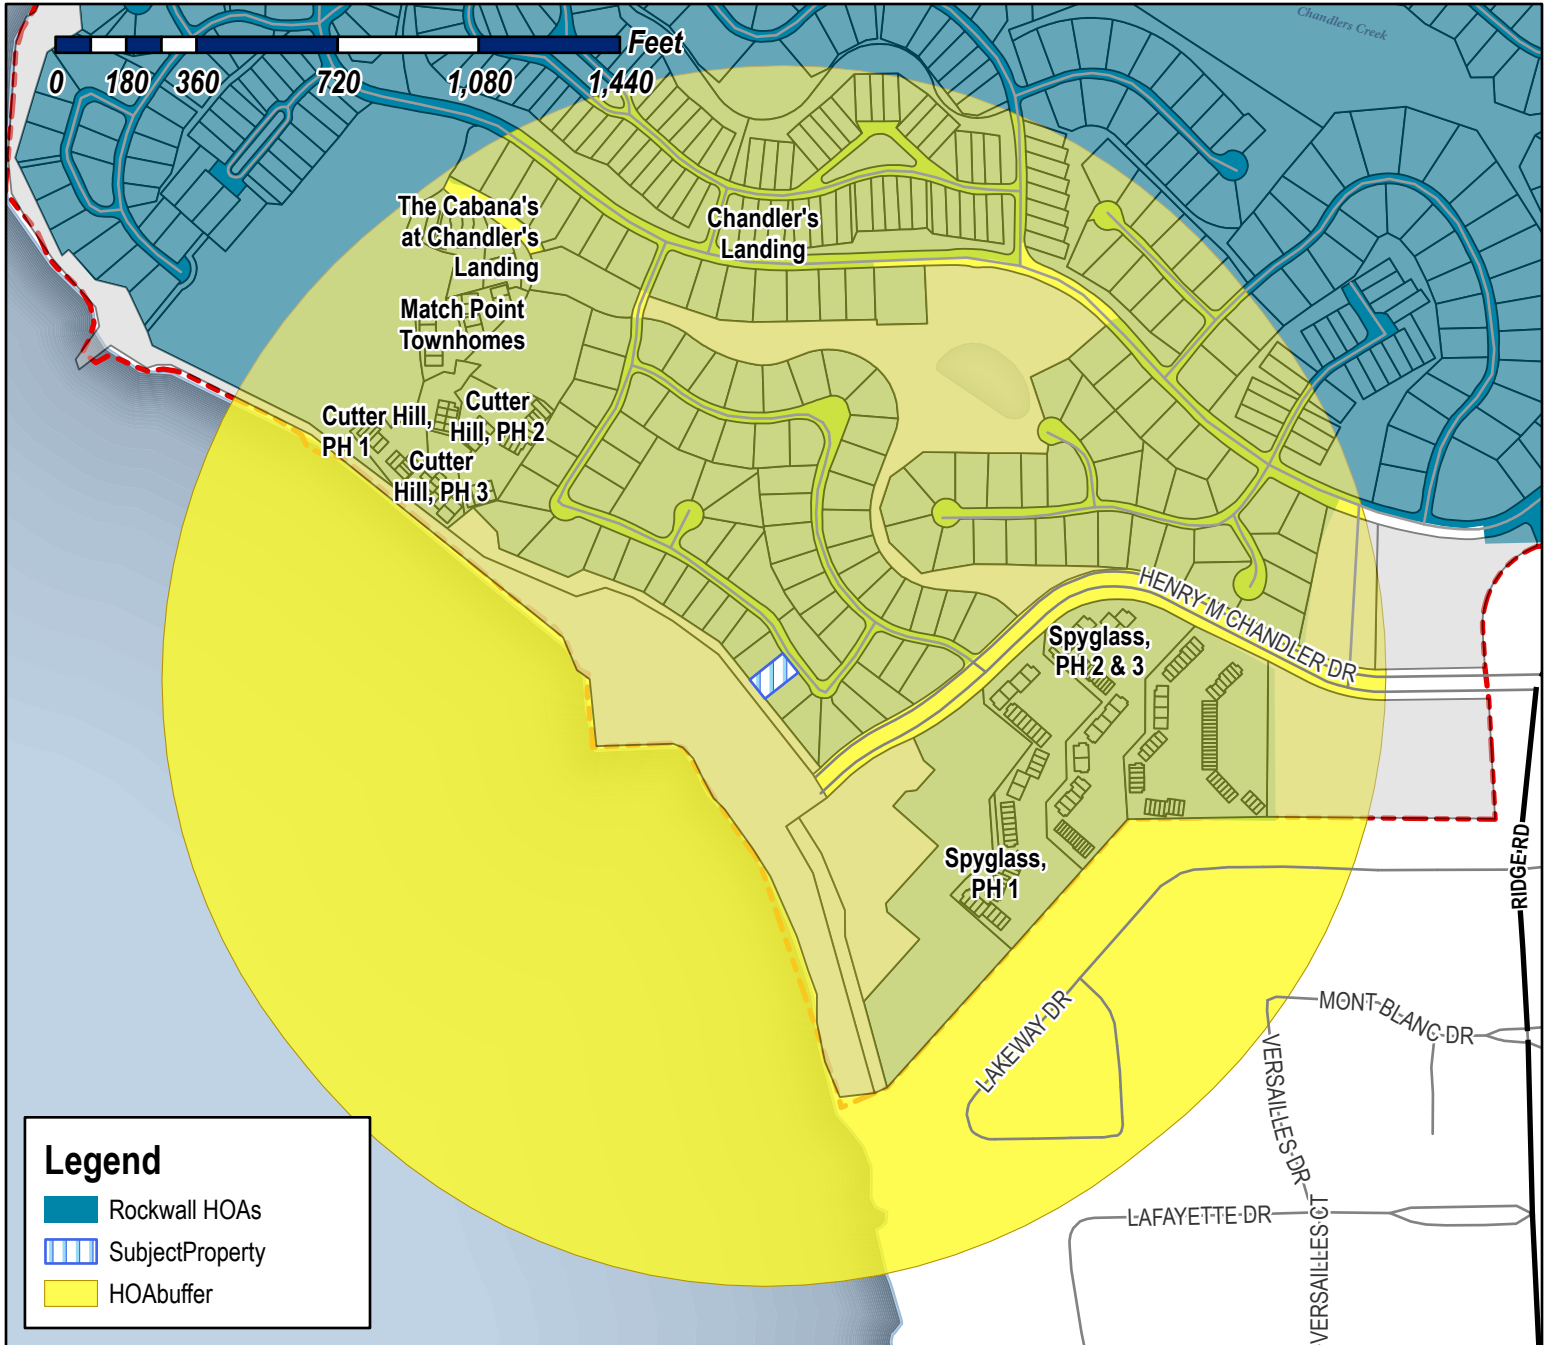 Chandlers Creek
Feet
0 180 360 720 1,080 1,440
The Cabana's
at Chandler's
Landing
Chandler's
Landing
Match Point
Townhomes
Cutter Hill,
PH 1
Cutter
Hill, PH 2
Cutter
Hill, PH 3
HENRY M CHANDLER DR
Spyglass,
PH 2 & 3
Spyglass,
PH 1
RIDGE RD
LAKEWAY DR
MONT BLANC DR
VERSAILLES DR
LAFAYETTE DR
VERSAILLES CT
Legend
Rockwall HOAs
SubjectProperty
HOAbuffer